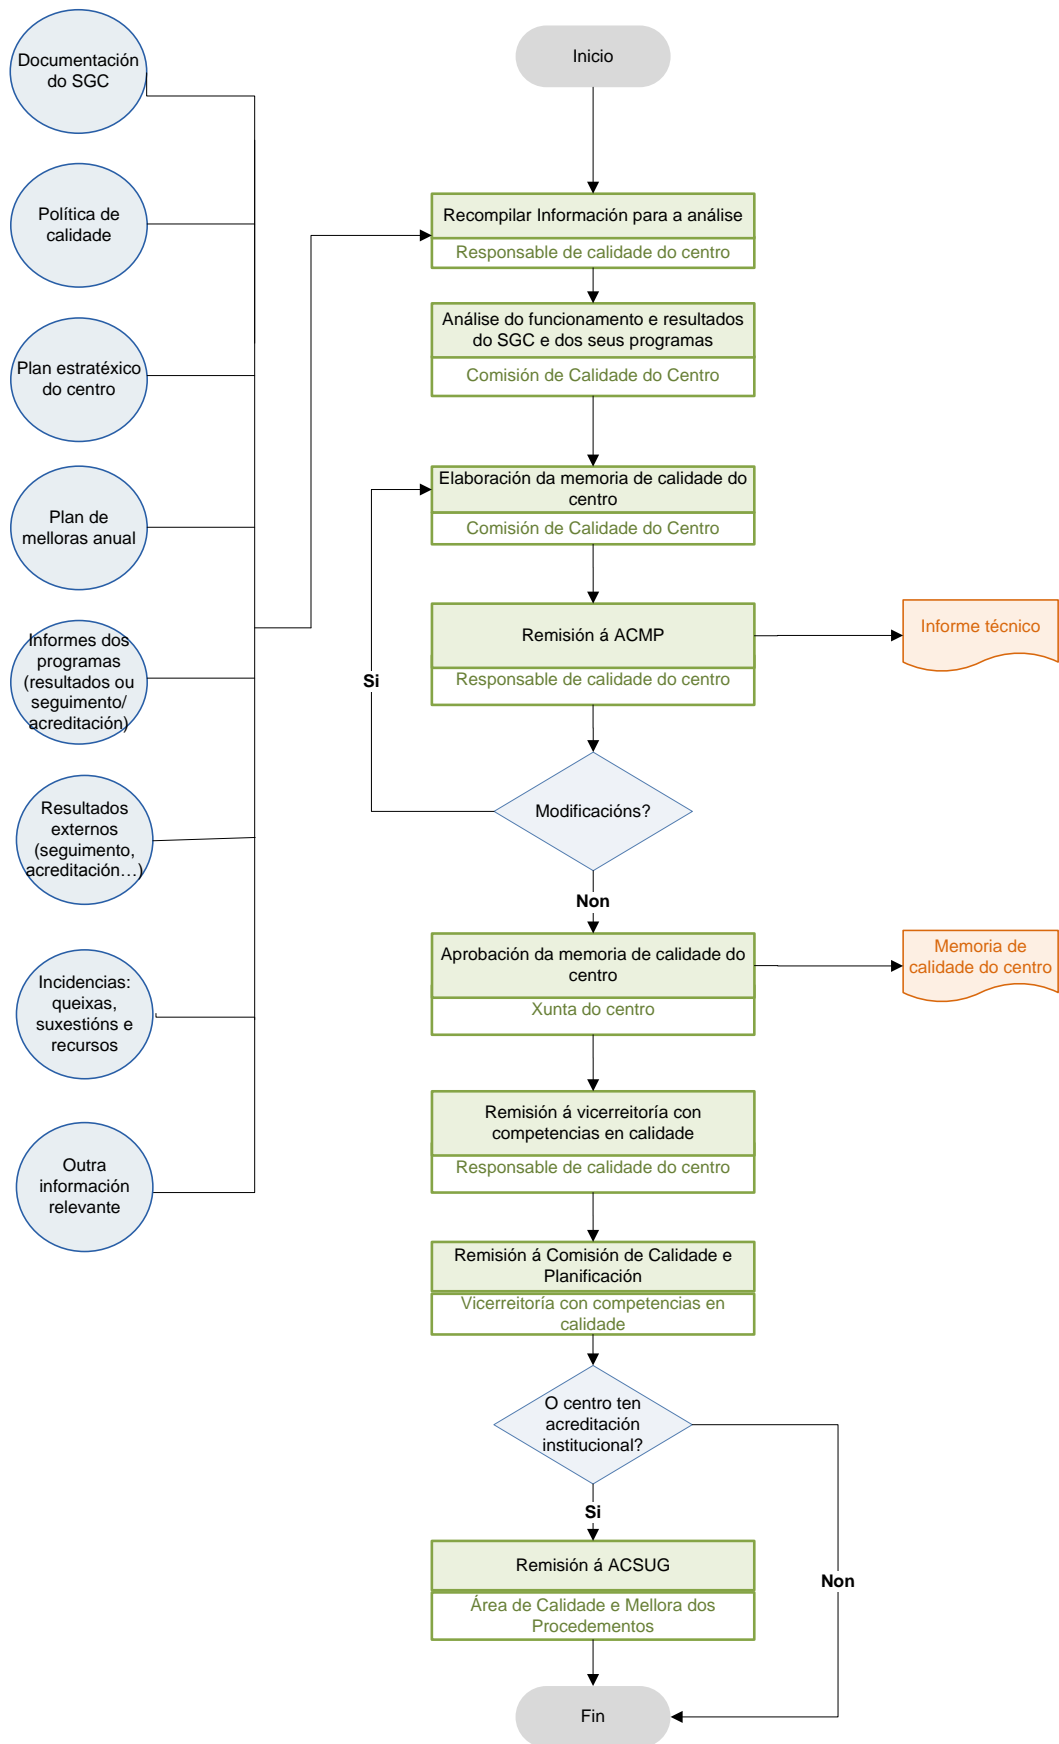 Documentación
do SGC
Política de
calidade
Plan estratéxico
do centro
Plan de
melloras anual
Informes dos
programas
(resultados ou
seguimento/
acreditación)
Resultados
externos
(seguimento,
acreditación…)
Incidencias:
queixas,
suxestións e
recursos
Outra
información
relevante
Inicio
Recompilar Información para a análise
Responsable de calidade do centro
Análise do funcionamento e resultados
do SGC e dos seus programas
Comisión de Calidade do Centro
Elaboración da memoria de calidade do
centro
Comisión de Calidade do Centro
Remisión á ACMP
Responsable de calidade do centro
Informe técnico
Si
Modificacións?
Non
Aprobación da memoria de calidade do
centro
Xunta do centro
Memoria de
calidade do centro
Remisión á vicerreitoría con
competencias en calidade
Responsable de calidade do centro
Remisión á Comisión de Calidade e
Planificación
Vicerreitoría con competencias en
calidade
O centro ten
acreditación
institucional?
Si
Non
Remisión á ACSUG
Área de Calidade e Mellora dos
Procedementos
Fin